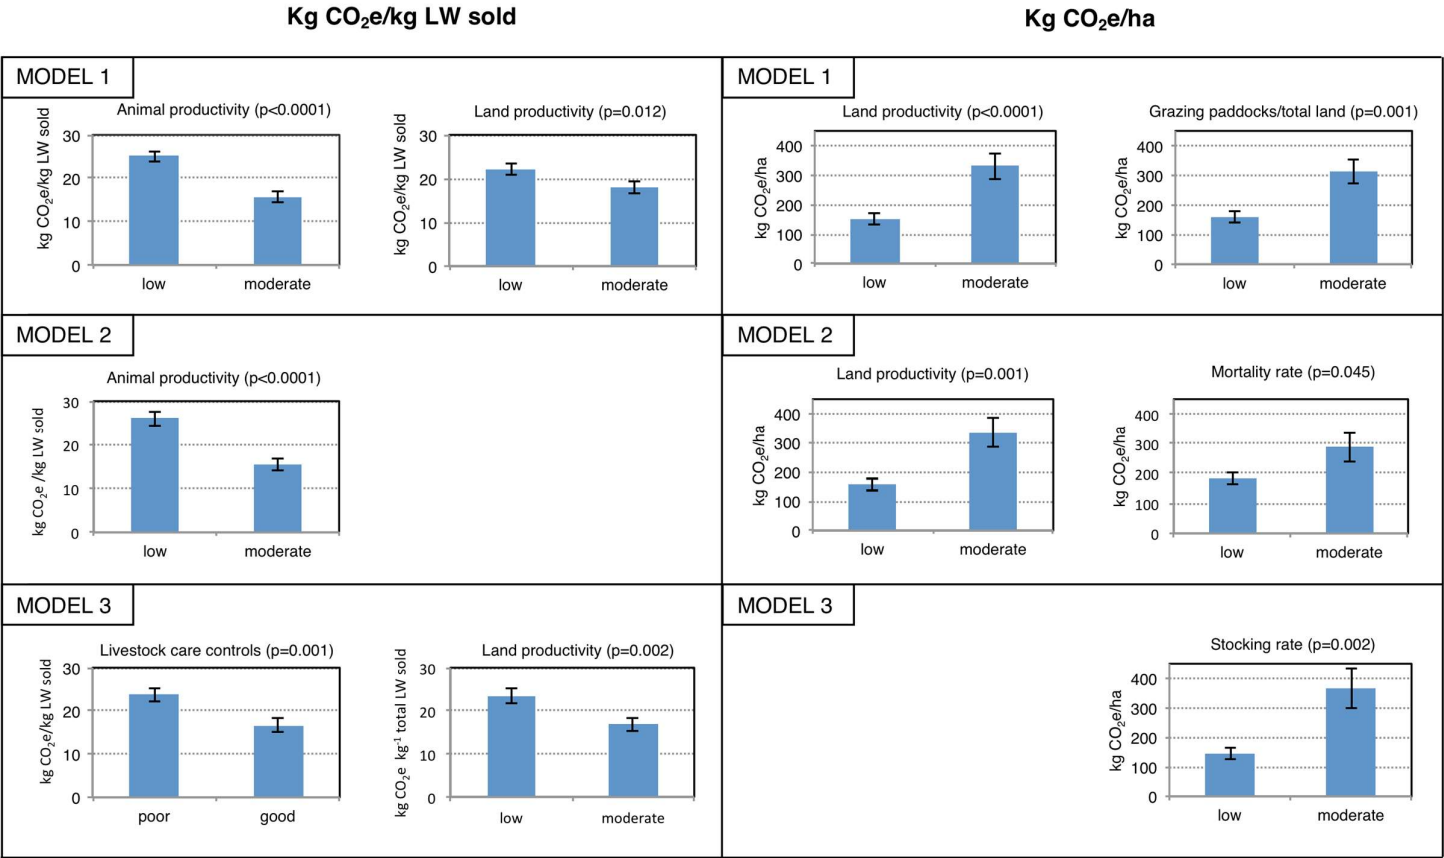 Kg CO₂e/kg LW sold
Kg CO₂e/ha
MODEL 1
Animal productivity (p<0.0001)
kg CO₂e/kg LW sold
30
20
10
0
low
moderate
Land productivity (p=0.012)
kg CO₂e/kg LW sold
30
20
10
0
low
moderate
MODEL 1
Land productivity (p<0.0001)
kg CO₂e/ha
400
300
200
100
0
low
moderate
Grazing paddocks/total land (p=0.001)
kg CO₂e/ha
400
300
200
100
0
low
moderate
MODEL 2
Animal productivity (p<0.0001)
kg CO₂e /kg LW sold
30
20
10
0
low
moderate
MODEL 2
Land productivity (p=0.001)
kg CO₂e/ha
400
300
200
100
0
low
moderate
Mortality rate (p=0.045)
kg CO₂e/ha
400
300
200
100
0
low
moderate
MODEL 3
Livestock care controls (p=0.001)
kg CO₂e/kg LW sold
30
20
10
0
poor
good
Land productivity (p=0.002)
kg CO₂e kg⁻¹ total LW sold
30
20
10
0
low
moderate
MODEL 3
Stocking rate (p=0.002)
kg CO₂e/ha
400
300
200
100
0
low
moderate